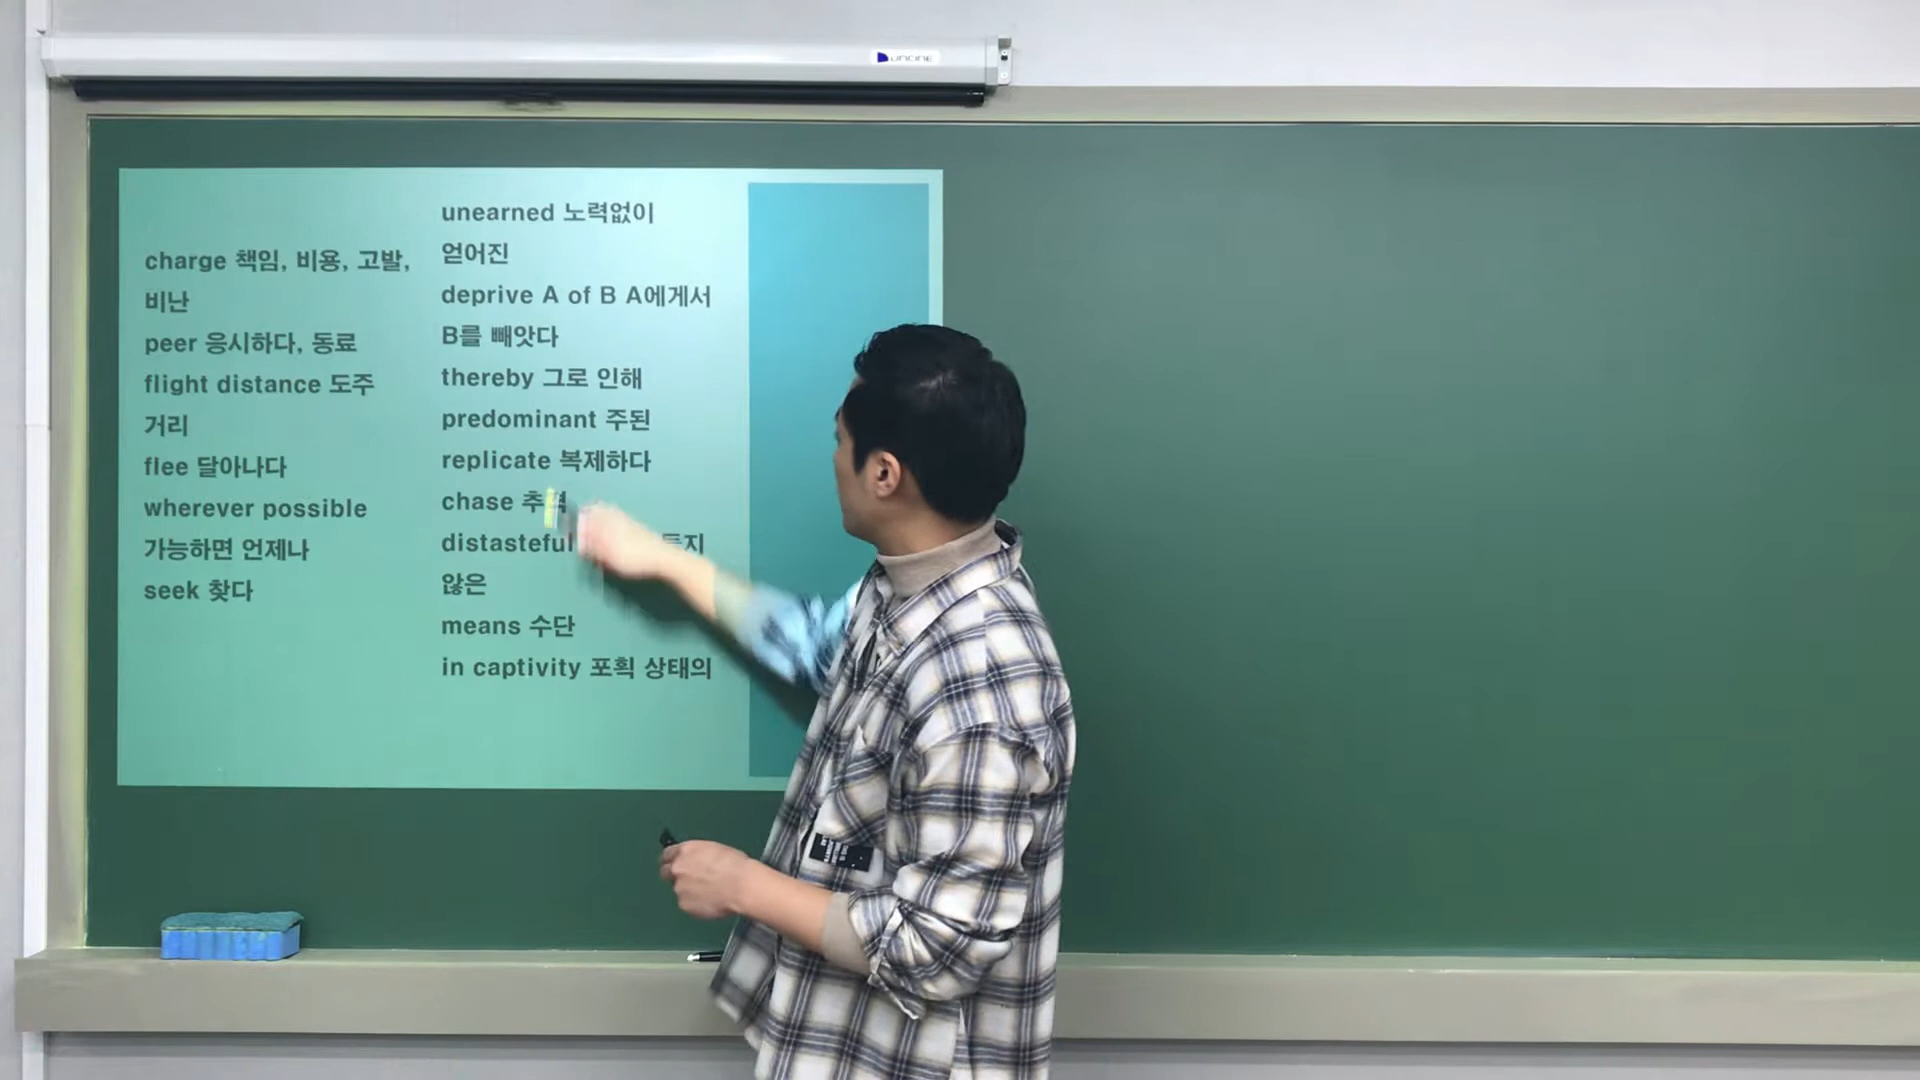 UNCINE
charge 책임, 비용, 고발,
비난
peer 응시하다, 동료
flight distance 도주
거리
flee 달아나다
wherever possible
가능하면 언제나
seek 찾다
unearned 노력없이
얻어진
deprive A of B A에게서
B를 빼앗다
thereby 그로 인해
predominant 주된
replicate 복제하다
chase
distasteful
않은
means 수단
in captivity 포획 상태의